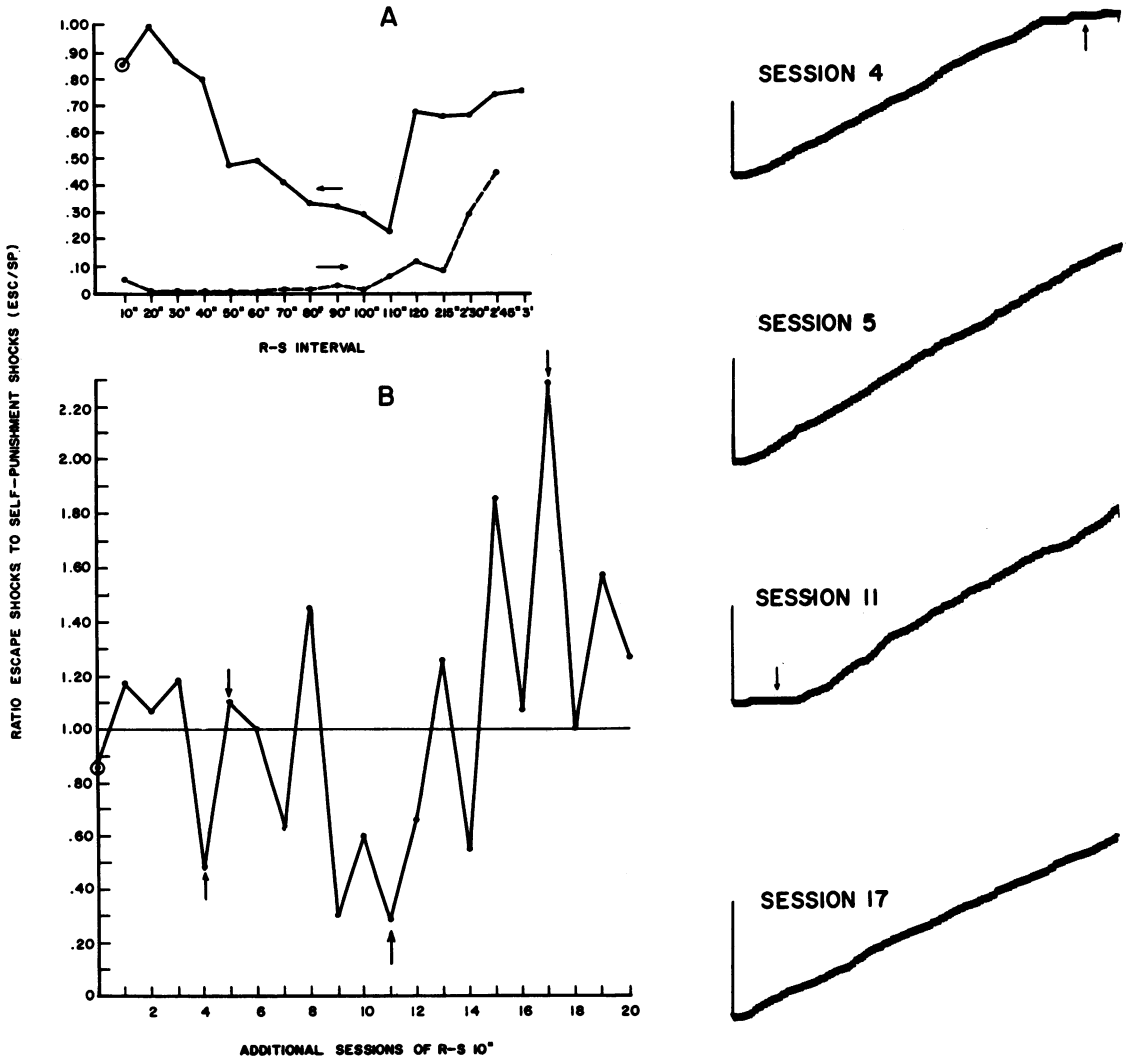 A
1.00
.90
.80
.70
.60
.50
.40
.30
.20
.10
0
10" 20" 30" 40" 50" 60" 70" 80" 90" 100" 110" 120 215" 2'30" 2'45" 3'
R-S INTERVAL
RATIO ESCAPE SHOCKS TO SELF-PUNISHMENT SHOCKS (ESC/SP)
B
2.20
2.00
1.80
1.60
1.40
1.20
1.00
.80
.60
.40
.20
0
2 4 6 8 10 12 14 16 18 20
ADDITIONAL SESSIONS OF R-S 10"
SESSION 4
SESSION 5
SESSION 11
SESSION 17